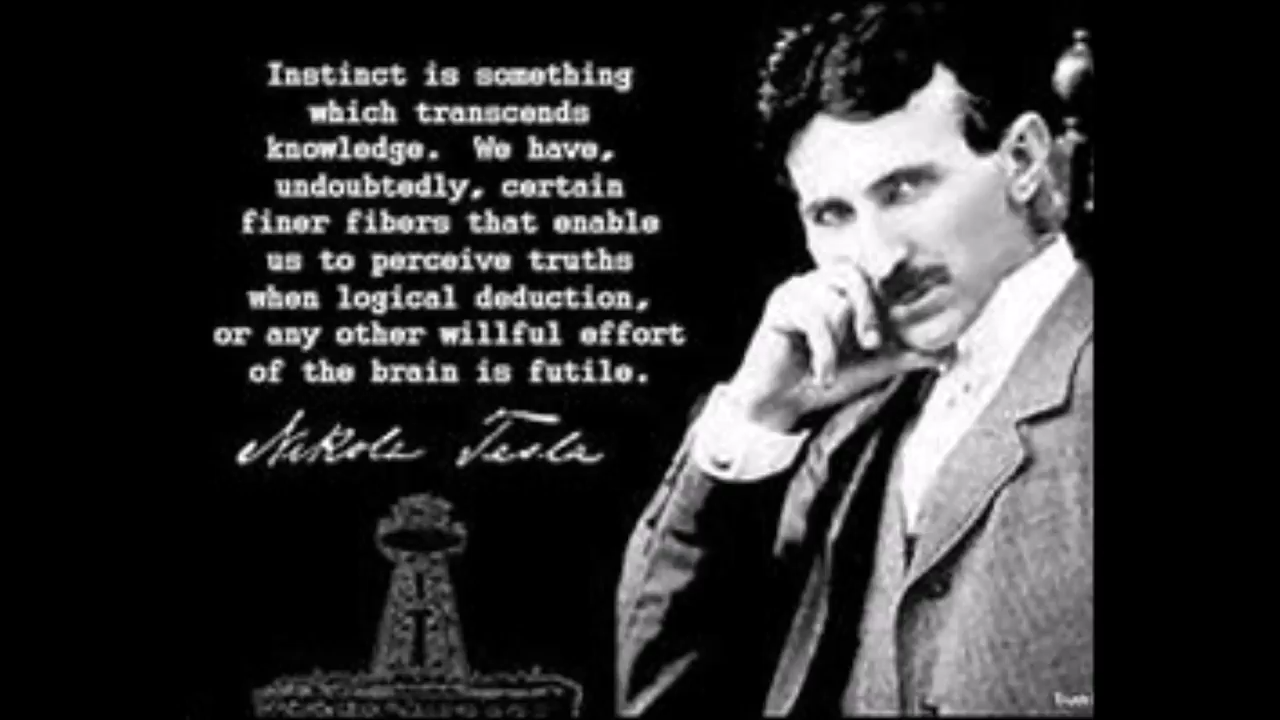 Instinct is something
which transcends
knowledge. We have,
undoubtedly, certain
finer fibers that enable
us to perceive truths
when logical deduction,
or any other willful effort
of the brain is futile.
Nikola Tesla